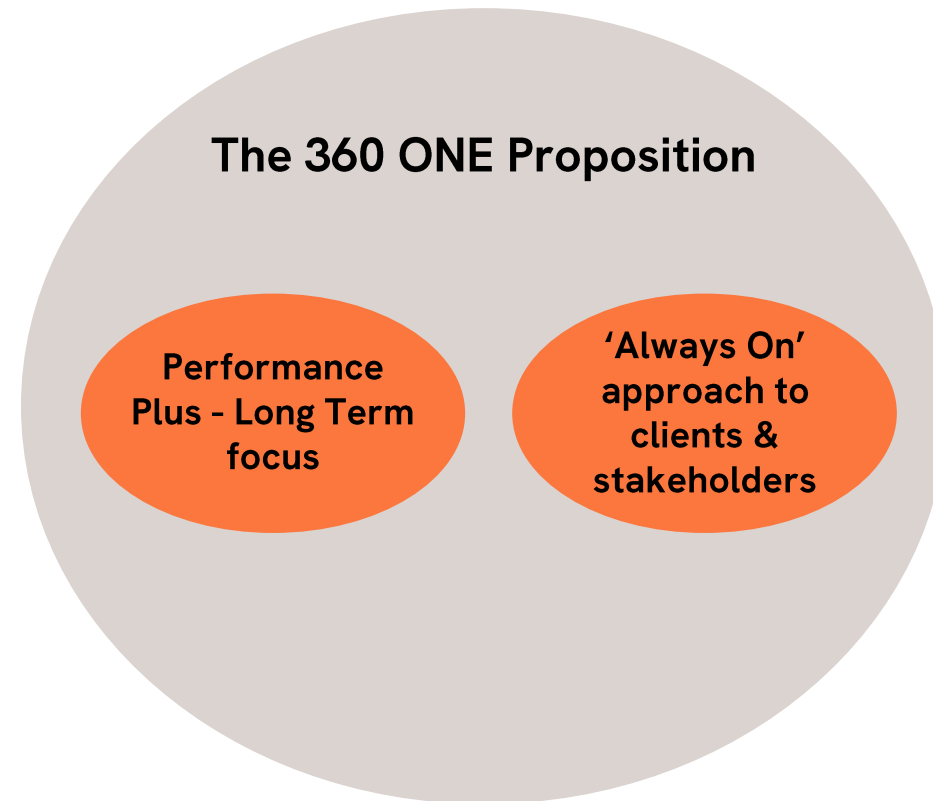 The 360 ONE Proposition
Performance
Plus - Long Term
focus
‘Always On’
approach to
clients &
stakeholders